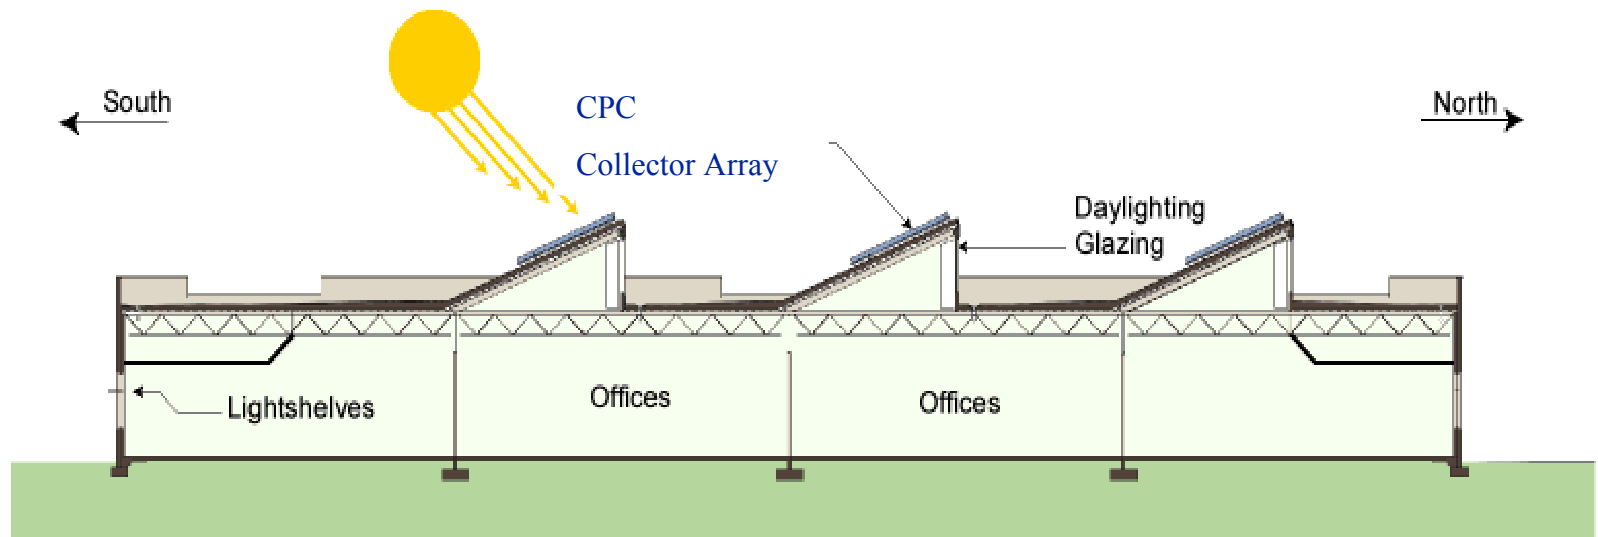 South
CPC
Collector Array
North
Daylighting
Glazing
Lightshelves
Offices
Offices